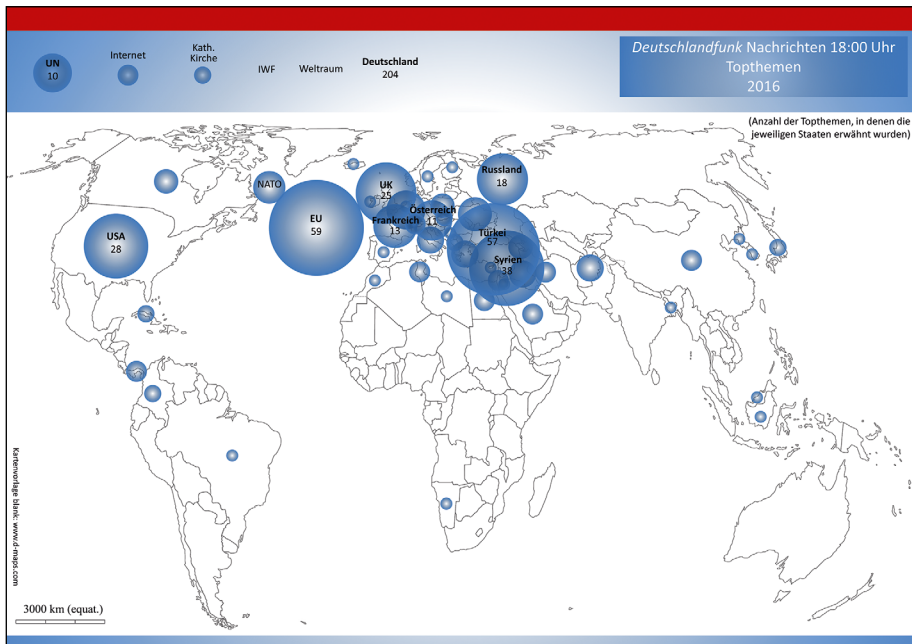 UN
10
Internet
Kath.
Kirche
IWF
Weltraum
Deutschland
204
Deutschlandfunk Nachrichten 18:00 Uhr
Topthemen
2016
(Anzahl der Topthemen, in denen die
jeweiligen Staaten erwähnt wurden)
NATO
UK
25
Russland
18
EU
59
Österreich
11
Frankreich
13
USA
28
Türkei
57
Syrien
38
Kartenvorlage blank: www.d-maps.com
3000 km (equat.)